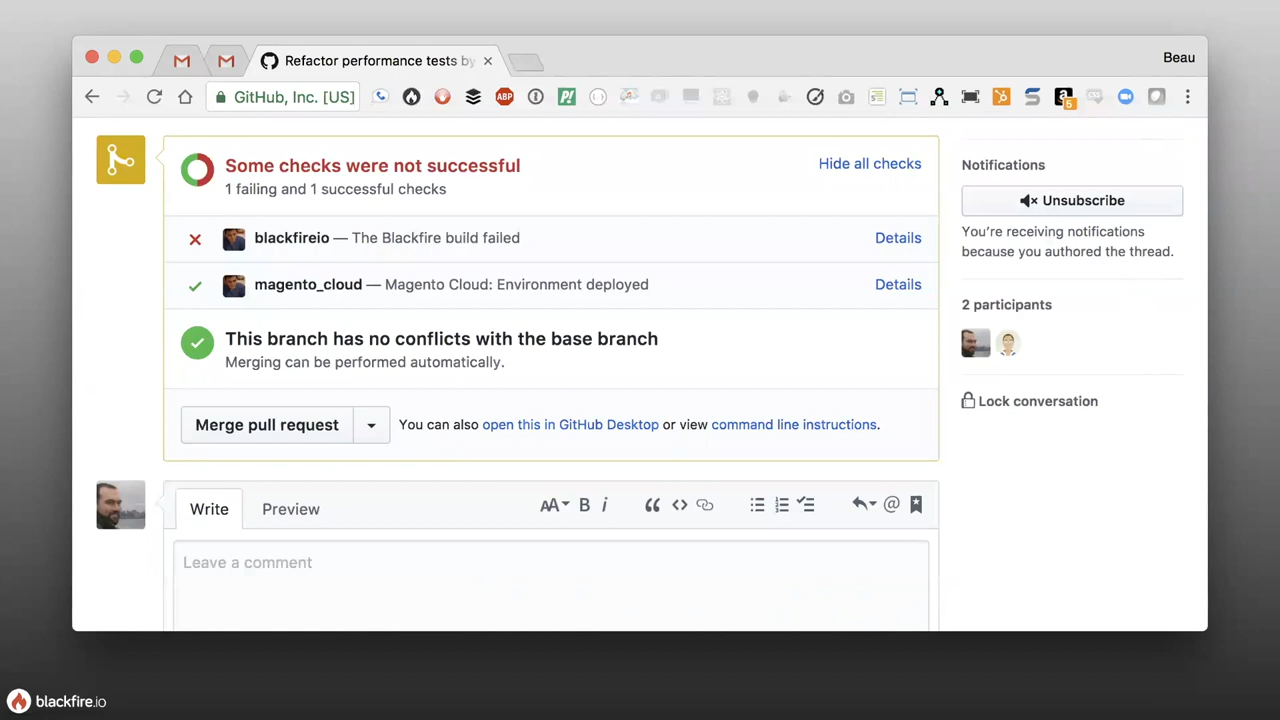 Refactor performance tests by
Beau
GitHub, Inc. [US]
ABP
5
Some checks were not successful
Hide all checks
1 failing and 1 successful checks
blackfireio — The Blackfire build failed
Details
magento_cloud — Magento Cloud: Environment deployed
Details
This branch has no conflicts with the base branch
Merging can be performed automatically.
Merge pull request
You can also open this in GitHub Desktop or view command line instructions.
Notifications
Unsubscribe
You’re receiving notifications
because you authored the thread.
2 participants
Lock conversation
Write
Preview
AA B i
Leave a comment
blackfire.io